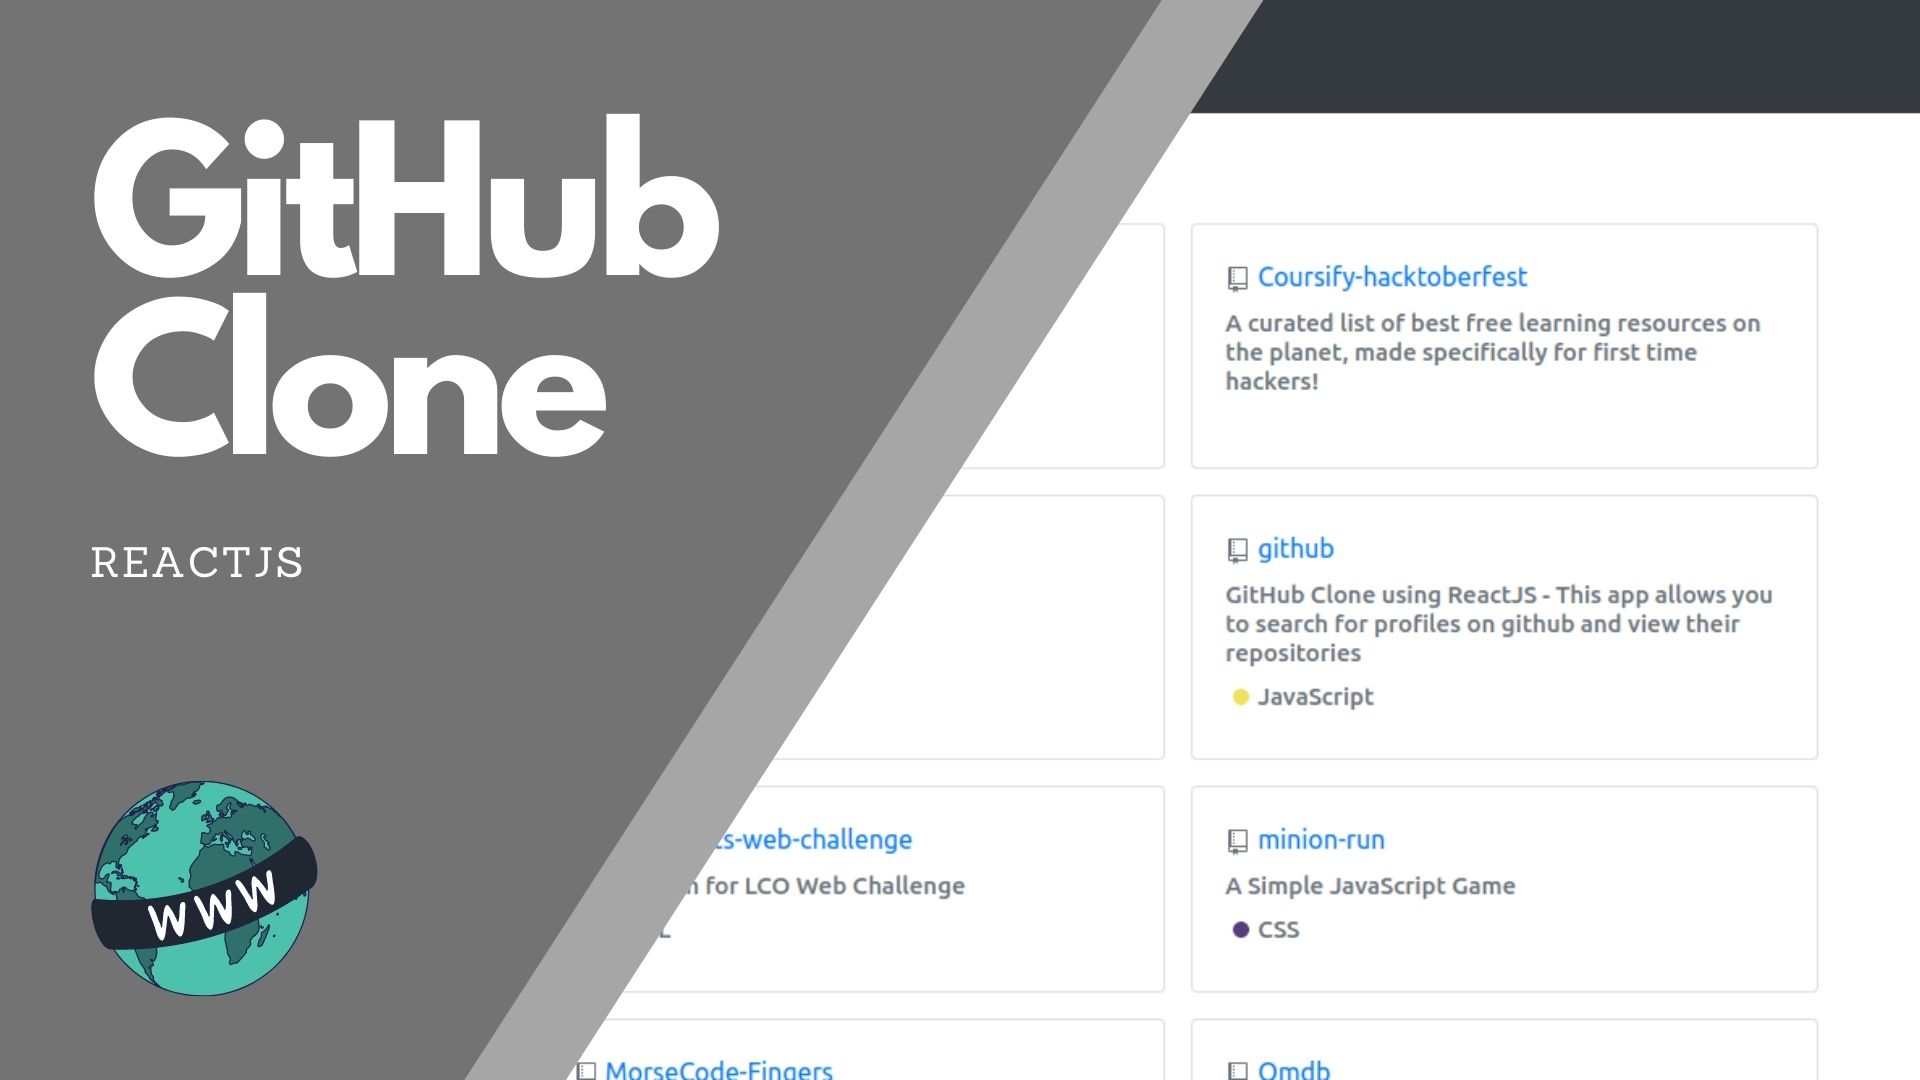 GitHub
Clone
REACTJS
WWW
Coursify-hacktoberfest
A curated list of best free learning resources on
the planet, made specifically for first time
hackers!
github
GitHub Clone using ReactJS - This app allows you
to search for profiles on github and view their
repositories
JavaScript
-web-challenge
for LCO Web Challenge
minion-run
A Simple JavaScript Game
CSS
MorseCode-Fingers
Omdb